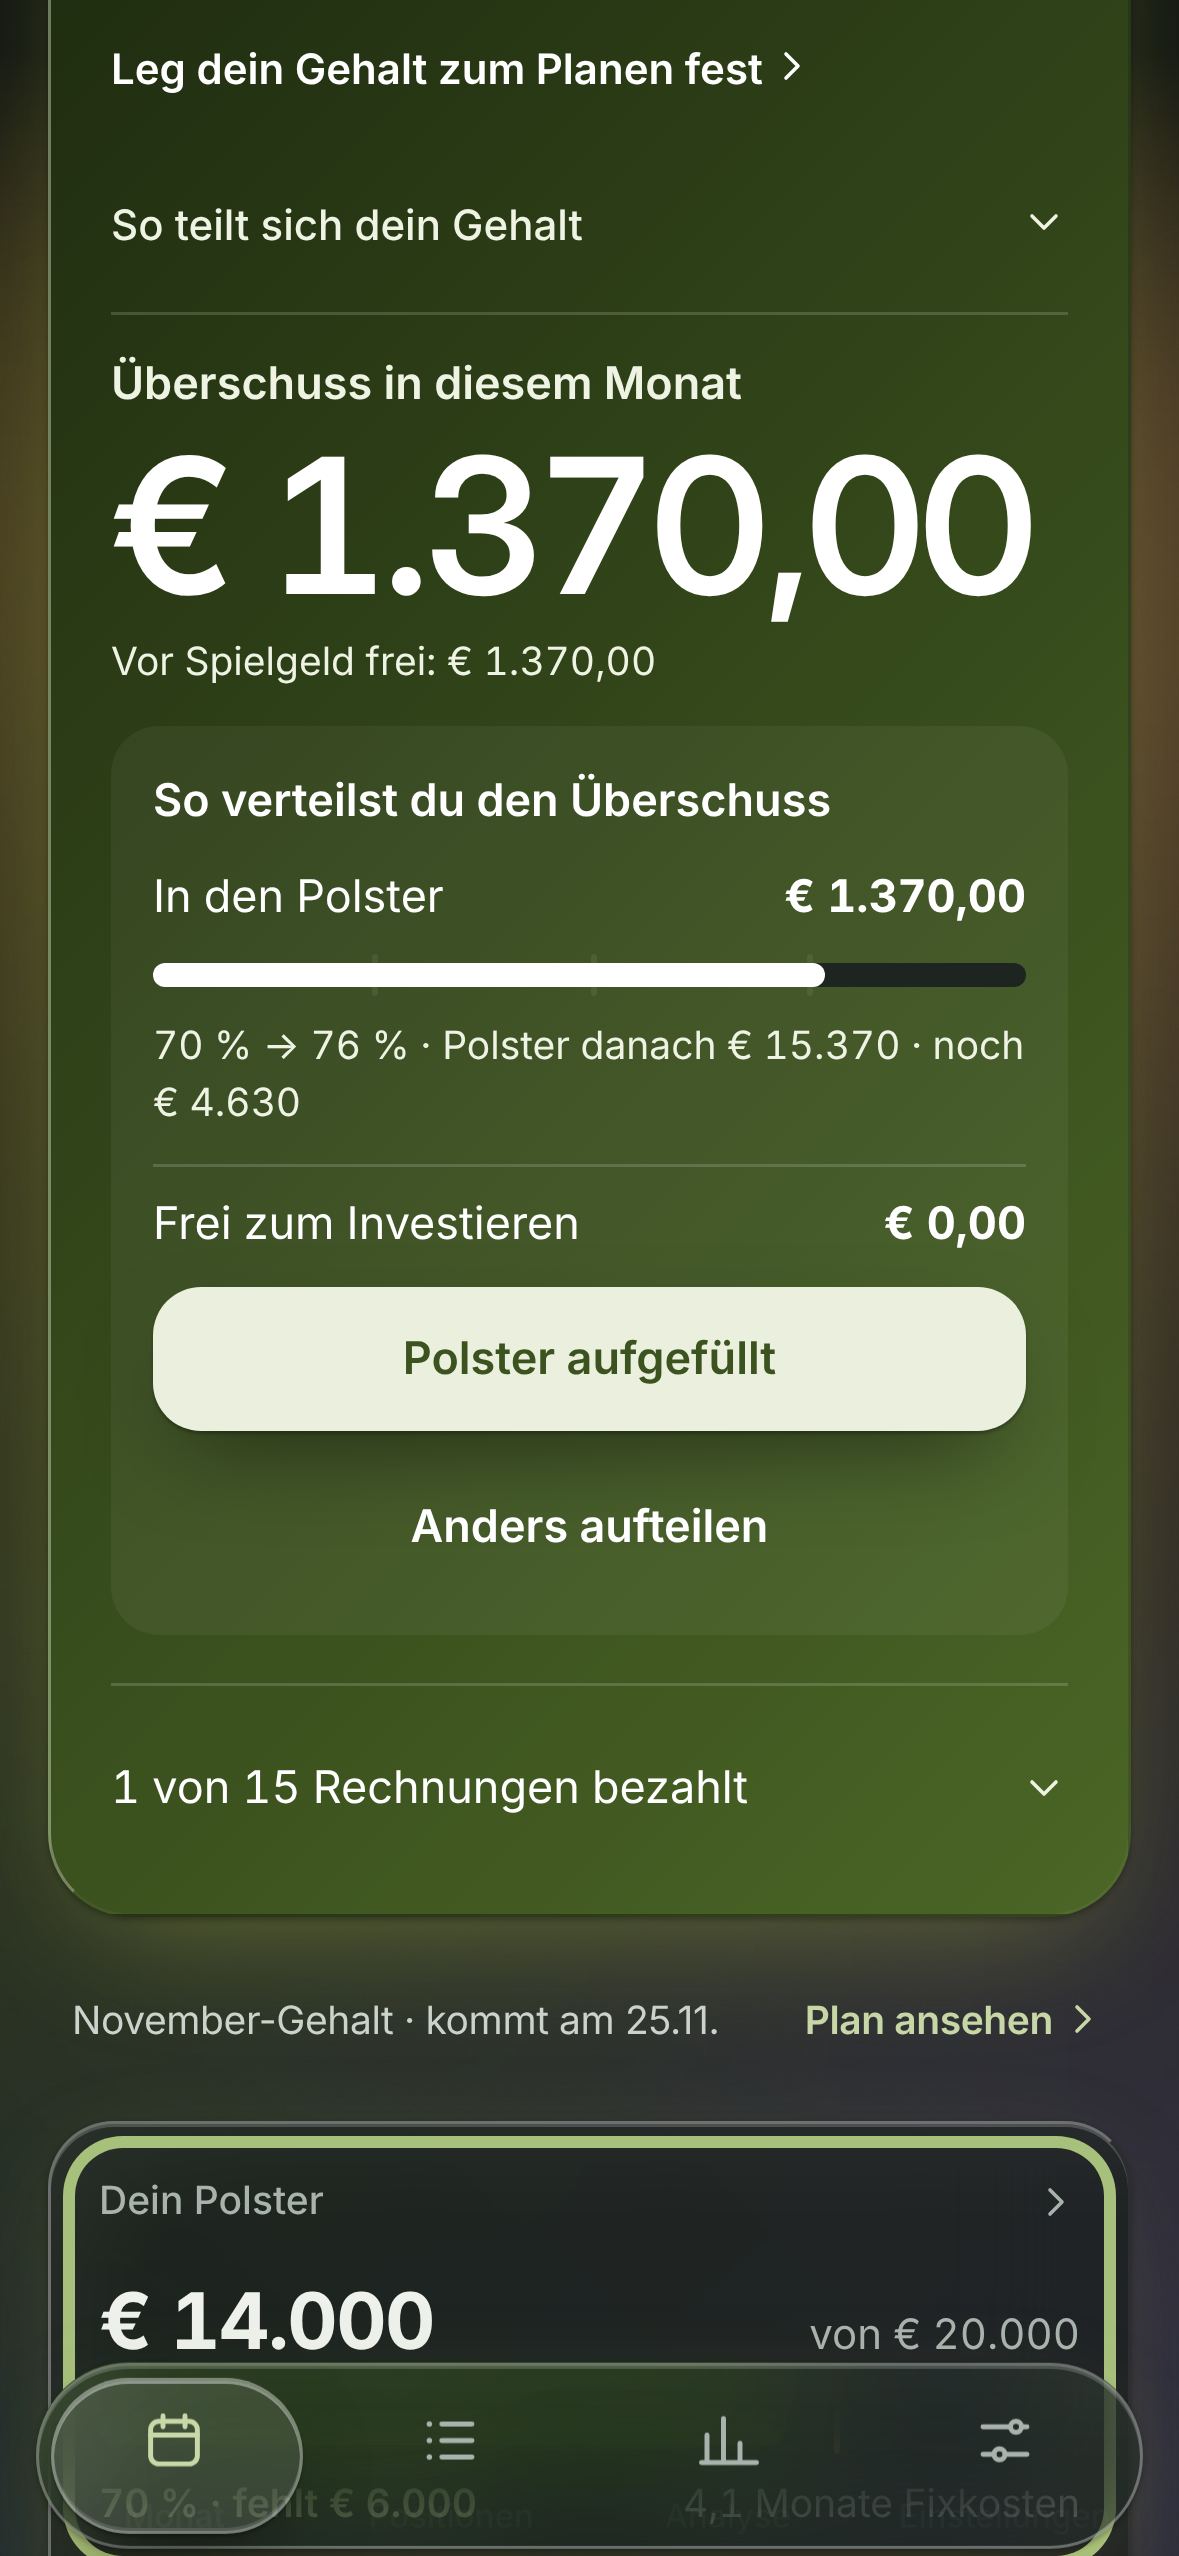 Leg dein Gehalt zum Planen fest
So teilt sich dein Gehalt
Überschuss in diesem Monat
€ 1.370,00
Vor Spielgeld frei: € 1.370,00
So verteilst du den Überschuss
In den Polster € 1.370,00
70 % → 76 % · Polster danach € 15.370 · noch
€ 4.630
Frei zum Investieren € 0,00
Polster aufgefüllt
Anders aufteilen
1 von 15 Rechnungen bezahlt
November-Gehalt · kommt am 25.11. Plan ansehen
Dein Polster
€ 14.000 von € 20.000
70 % · fehlt € 6.000 4,1 Monate Fixkosten
Monat Positionen Analyse Einstellungen